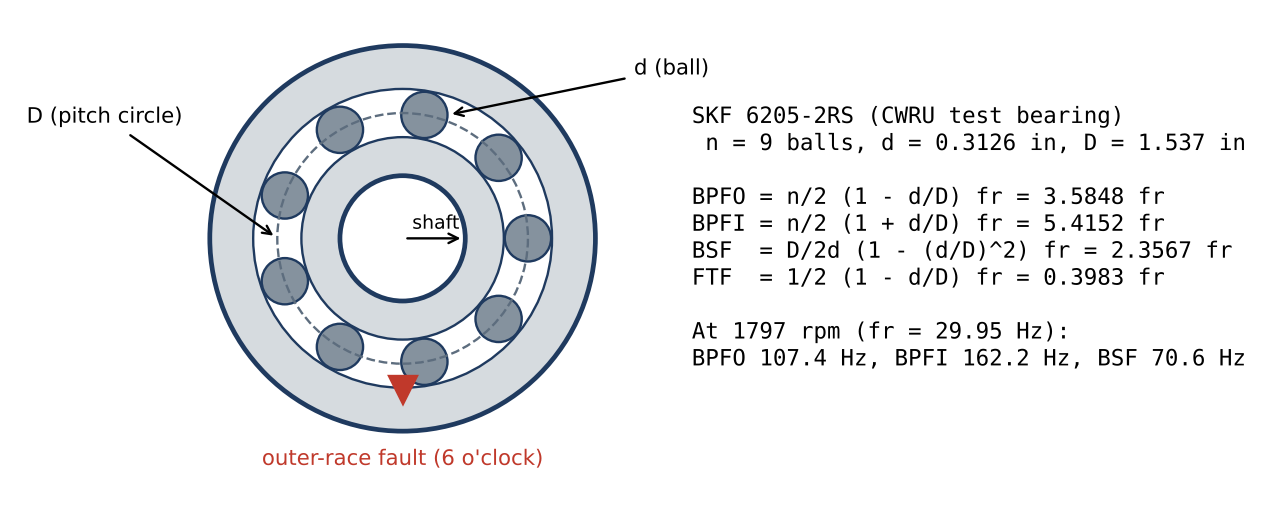 d (ball)
D (pitch circle)
shaft
outer-race fault (6 o'clock)
SKF 6205-2RS (CWRU test bearing)
n = 9 balls, d = 0.3126 in, D = 1.537 in
BPFO = n/2 (1 - d/D) fr = 3.5848 fr
BPFI = n/2 (1 + d/D) fr = 5.4152 fr
BSF  = D/2d (1 - (d/D)^2) fr = 2.3567 fr
FTF  = 1/2 (1 - d/D) fr = 0.3983 fr
At 1797 rpm (fr = 29.95 Hz):
BPFO 107.4 Hz, BPFI 162.2 Hz, BSF 70.6 Hz